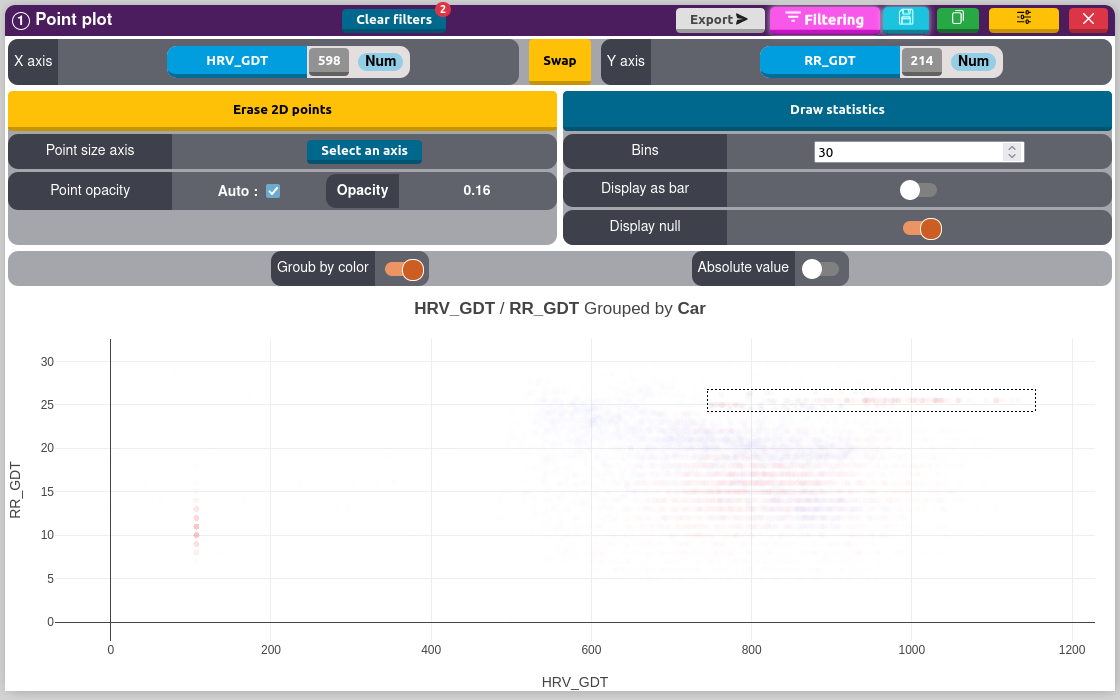 1 Point plot Clear filters 2 Export Filtering
X axis HRV_GDT 598 Num Swap Y axis RR_GDT 214 Num
Erase 2D points Draw statistics
Point size axis Select an axis Bins 30
Point opacity Auto : Opacity 0.16 Display as bar
Display null
Groub by color Absolute value
HRV_GDT / RR_GDT Grouped by Car
30
25
20
15
10
5
0
RR_GDT
0 200 400 600 800 1000 1200
HRV_GDT